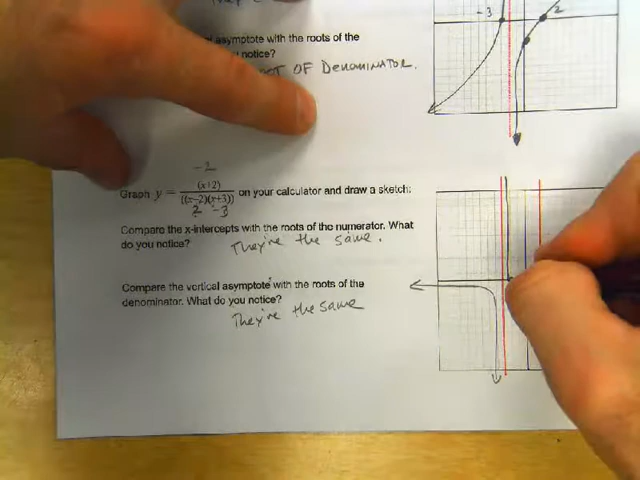 -3
2
al asymptote with the roots of the
notice?
OF DENOMINATOR.
-2
Graph y = (x+2)/((x-2)(x+3)) on your calculator and draw a sketch:
2 -3
Compare the x-intercepts with the roots of the numerator. What
do you notice? They're the same.
Compare the vertical asymptote with the roots of the
denominator. What do you notice?
They're the same